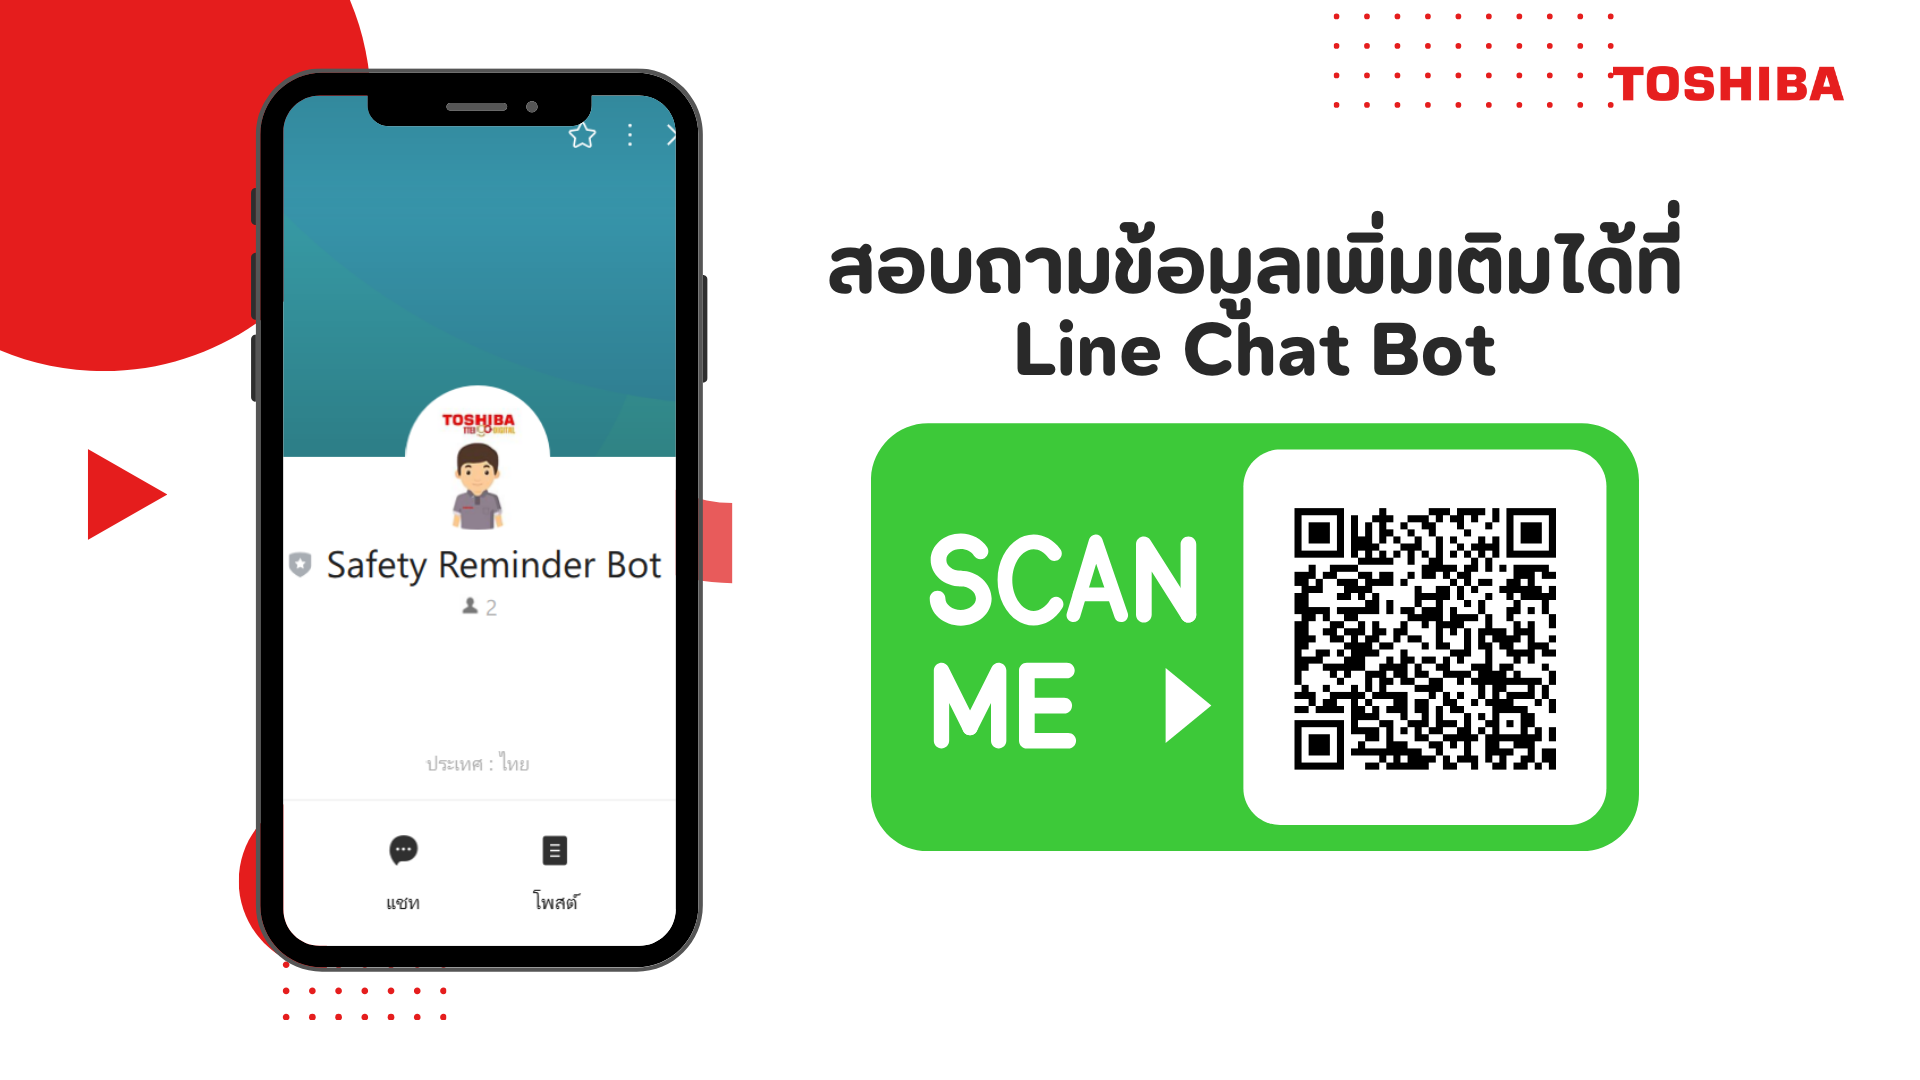 TOSHIBA
สอบถามข้อมูลเพิ่มเติมได้ที่
Line Chat Bot
SCAN
ME
TOSHIBA
DIGITAL
Safety Reminder Bot
2
ประเทศ : ไทย
แชท
โพสต์